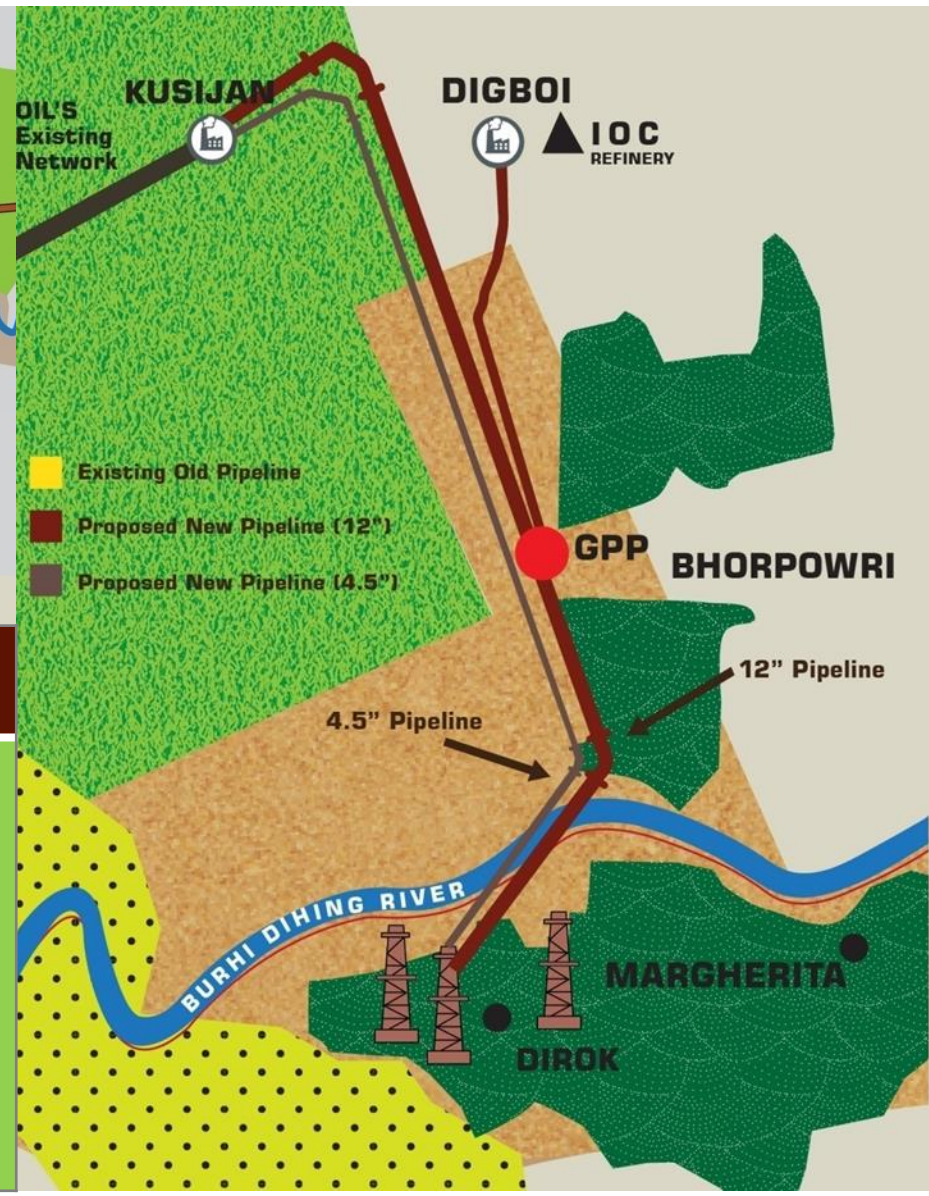 KUSIJAN
DIGBOI
OIL'S
Existing
Network
IOC
REFINERY
Existing Old Pipeline
Proposed New Pipeline (12")
Proposed New Pipeline (4.5")
GPP
BHORPOWRI
12” Pipeline
4.5” Pipeline
BURHI DIHING RIVER
MARGHERITA
DIROK